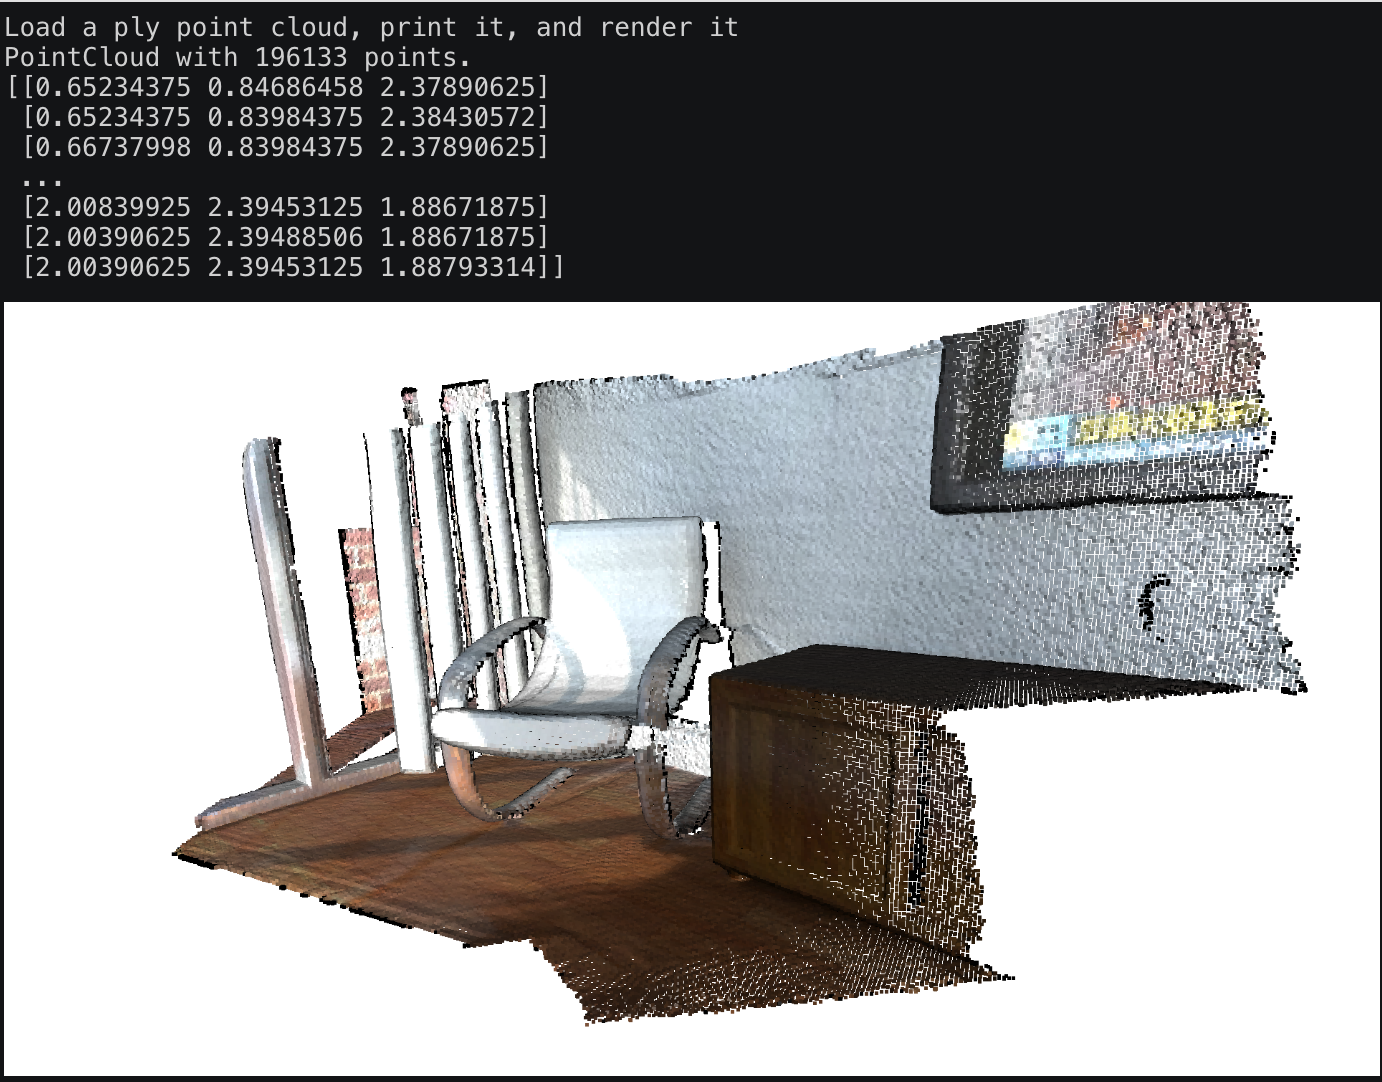 Load a ply point cloud, print it, and render it
PointCloud with 196133 points.
[[0.65234375 0.84686458 2.37890625]
 [0.65234375 0.83984375 2.38430572]
 [0.66737998 0.83984375 2.37890625]
 ...
 [2.00839925 2.39453125 1.88671875]
 [2.00390625 2.39488506 1.88671875]
 [2.00390625 2.39453125 1.88793314]]